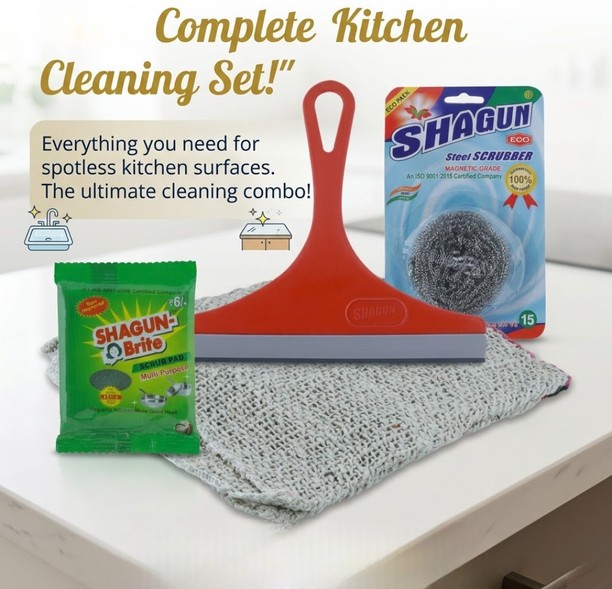 Complete Kitchen
Cleaning Set!"
Everything you need for
spotless kitchen surfaces.
The ultimate cleaning combo!
ECO PACK
SHAGUN
ECO
Steel SCRUBBER
MAGNETIC GRADE
An ISO 9001:2015 Certified Company
100%
15
SHAGUN
Certified Company
6/-
SHAGUN-
Brite
SCRUB PAD
Multi Purpose